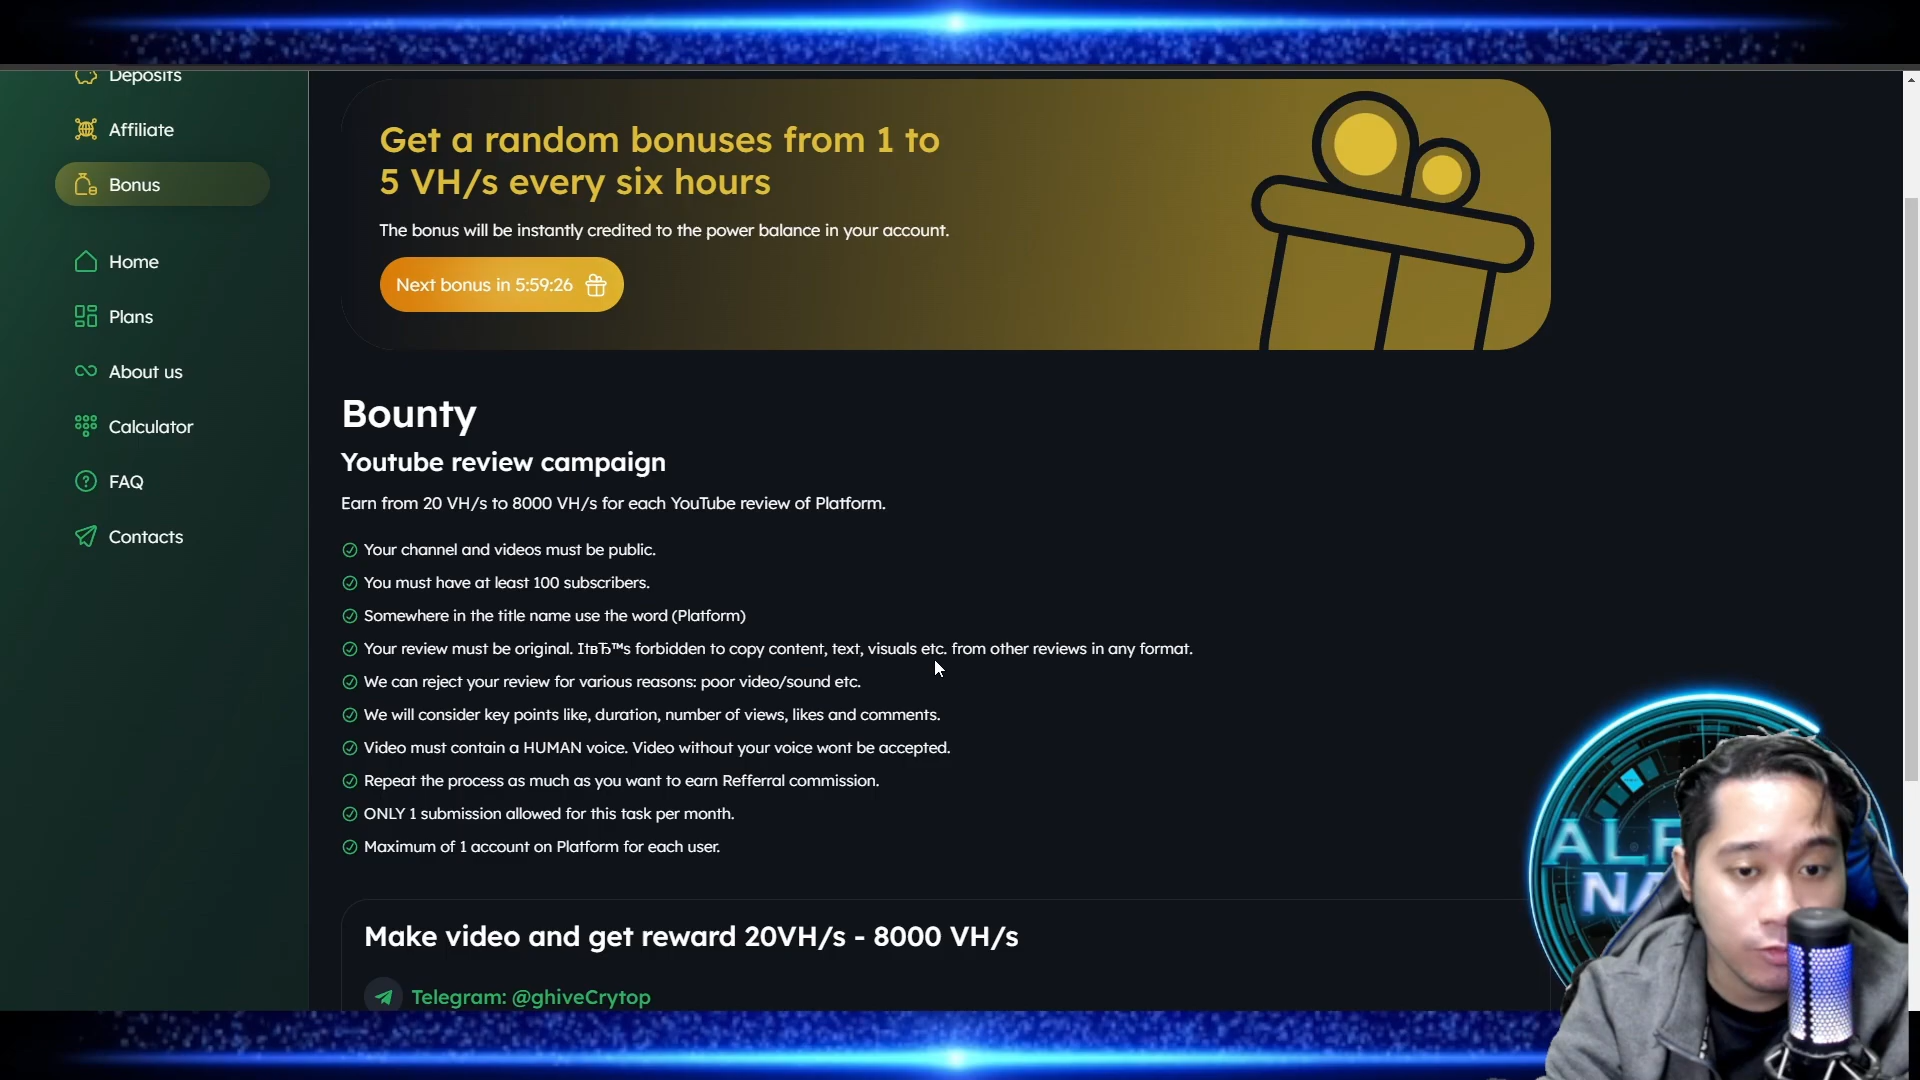 Deposits
Affiliate
Bonus
Home
Plans
About us
Calculator
FAQ
Contacts
Get a random bonuses from 1 to
5 VH/s every six hours
The bonus will be instantly credited to the power balance in your account.
Next bonus in 5:59:26
Bounty
Youtube review campaign
Earn from 20 VH/s to 8000 VH/s for each YouTube review of Platform.
Your channel and videos must be public.
You must have at least 100 subscribers.
Somewhere in the title name use the word (Platform)
Your review must be original. ItвЂ™s forbidden to copy content, text, visuals etc. from other reviews in any format.
We can reject your review for various reasons: poor video/sound etc.
We will consider key points like, duration, number of views, likes and comments.
Video must contain a HUMAN voice. Video without your voice wont be accepted.
Repeat the process as much as you want to earn Refferral commission.
ONLY 1 submission allowed for this task per month.
Maximum of 1 account on Platform for each user.
Make video and get reward 20VH/s - 8000 VH/s
Telegram: @ghiveCrytop